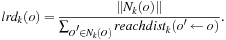 lrd_k(o) = \frac{\|N_k(o)\|}{\sum_{o' \in N_k(o)} reachdist_k(o' \leftarrow o)}.